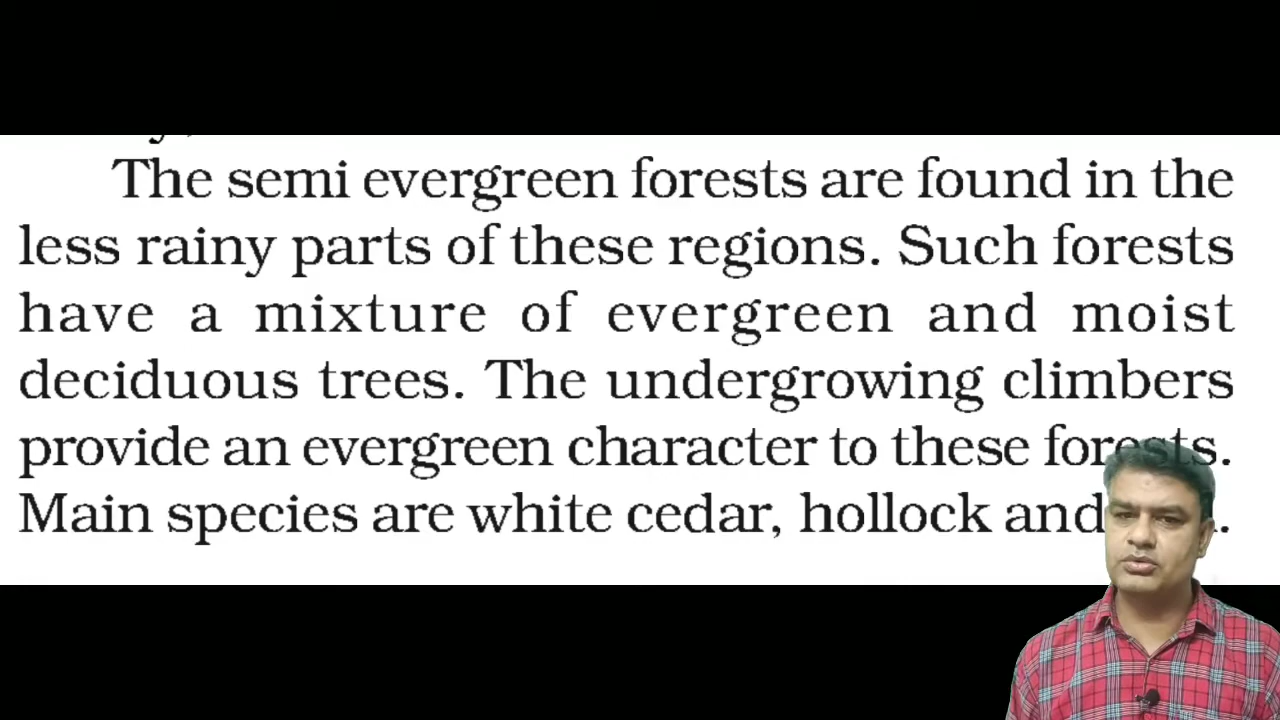 The semi evergreen forests are found in the
less rainy parts of these regions. Such forests
have a mixture of evergreen and moist
deciduous trees. The undergrowing climbers
provide an evergreen character to these forests.
Main species are white cedar, hollock and